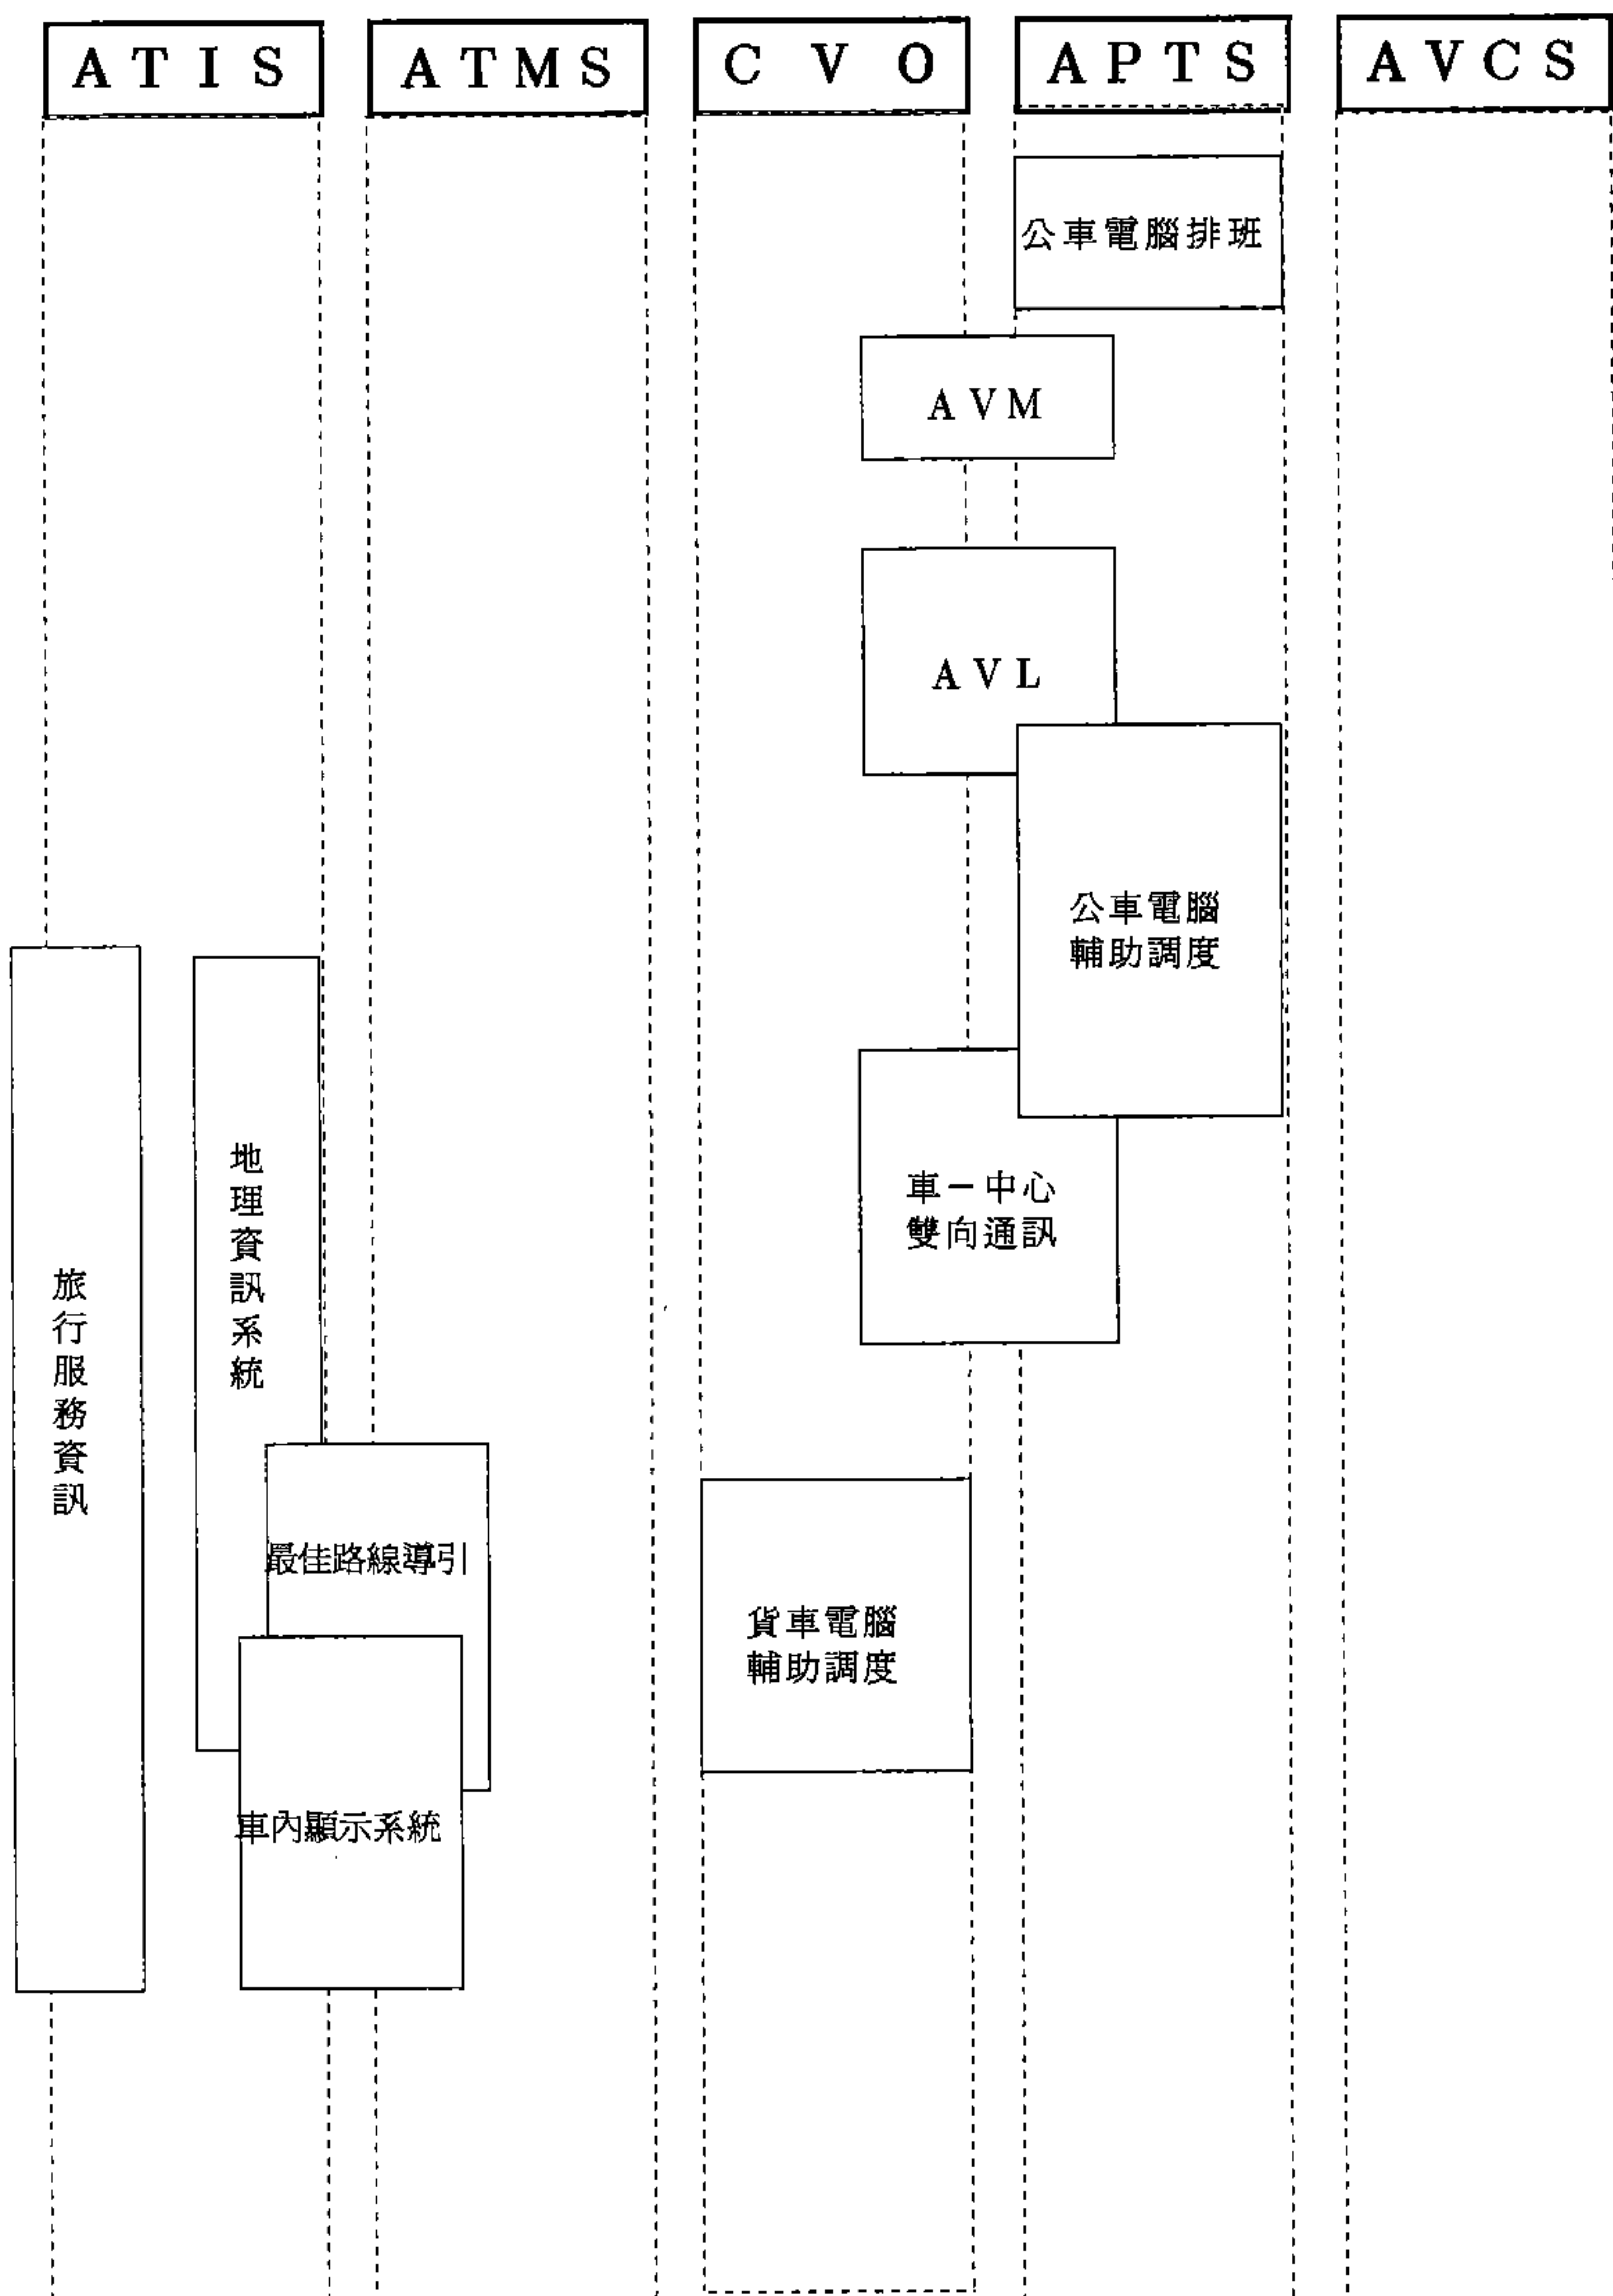 ATIS
ATMS
CVO
APTS
AVCS
公車電腦排班
AVM
AVL
公車電腦
輔助調度
車－中心
雙向通訊
地理資訊系統
旅行服務資訊
最佳路線導引
貨車電腦
輔助調度
車內顯示系統